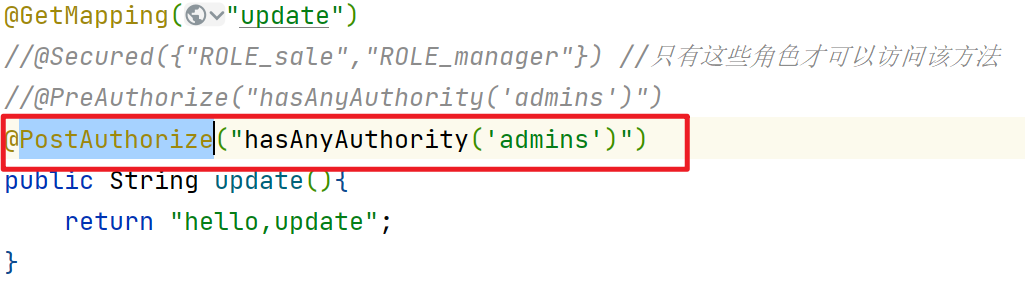 @GetMapping("update")
//@Secured({"ROLE_sale","ROLE_manager"}) //只有这些角色才可以访问该方法
//@PreAuthorize("hasAnyAuthority('admins')")
@PostAuthorize("hasAnyAuthority('admins')")
public String update(){
    return "hello,update";
}